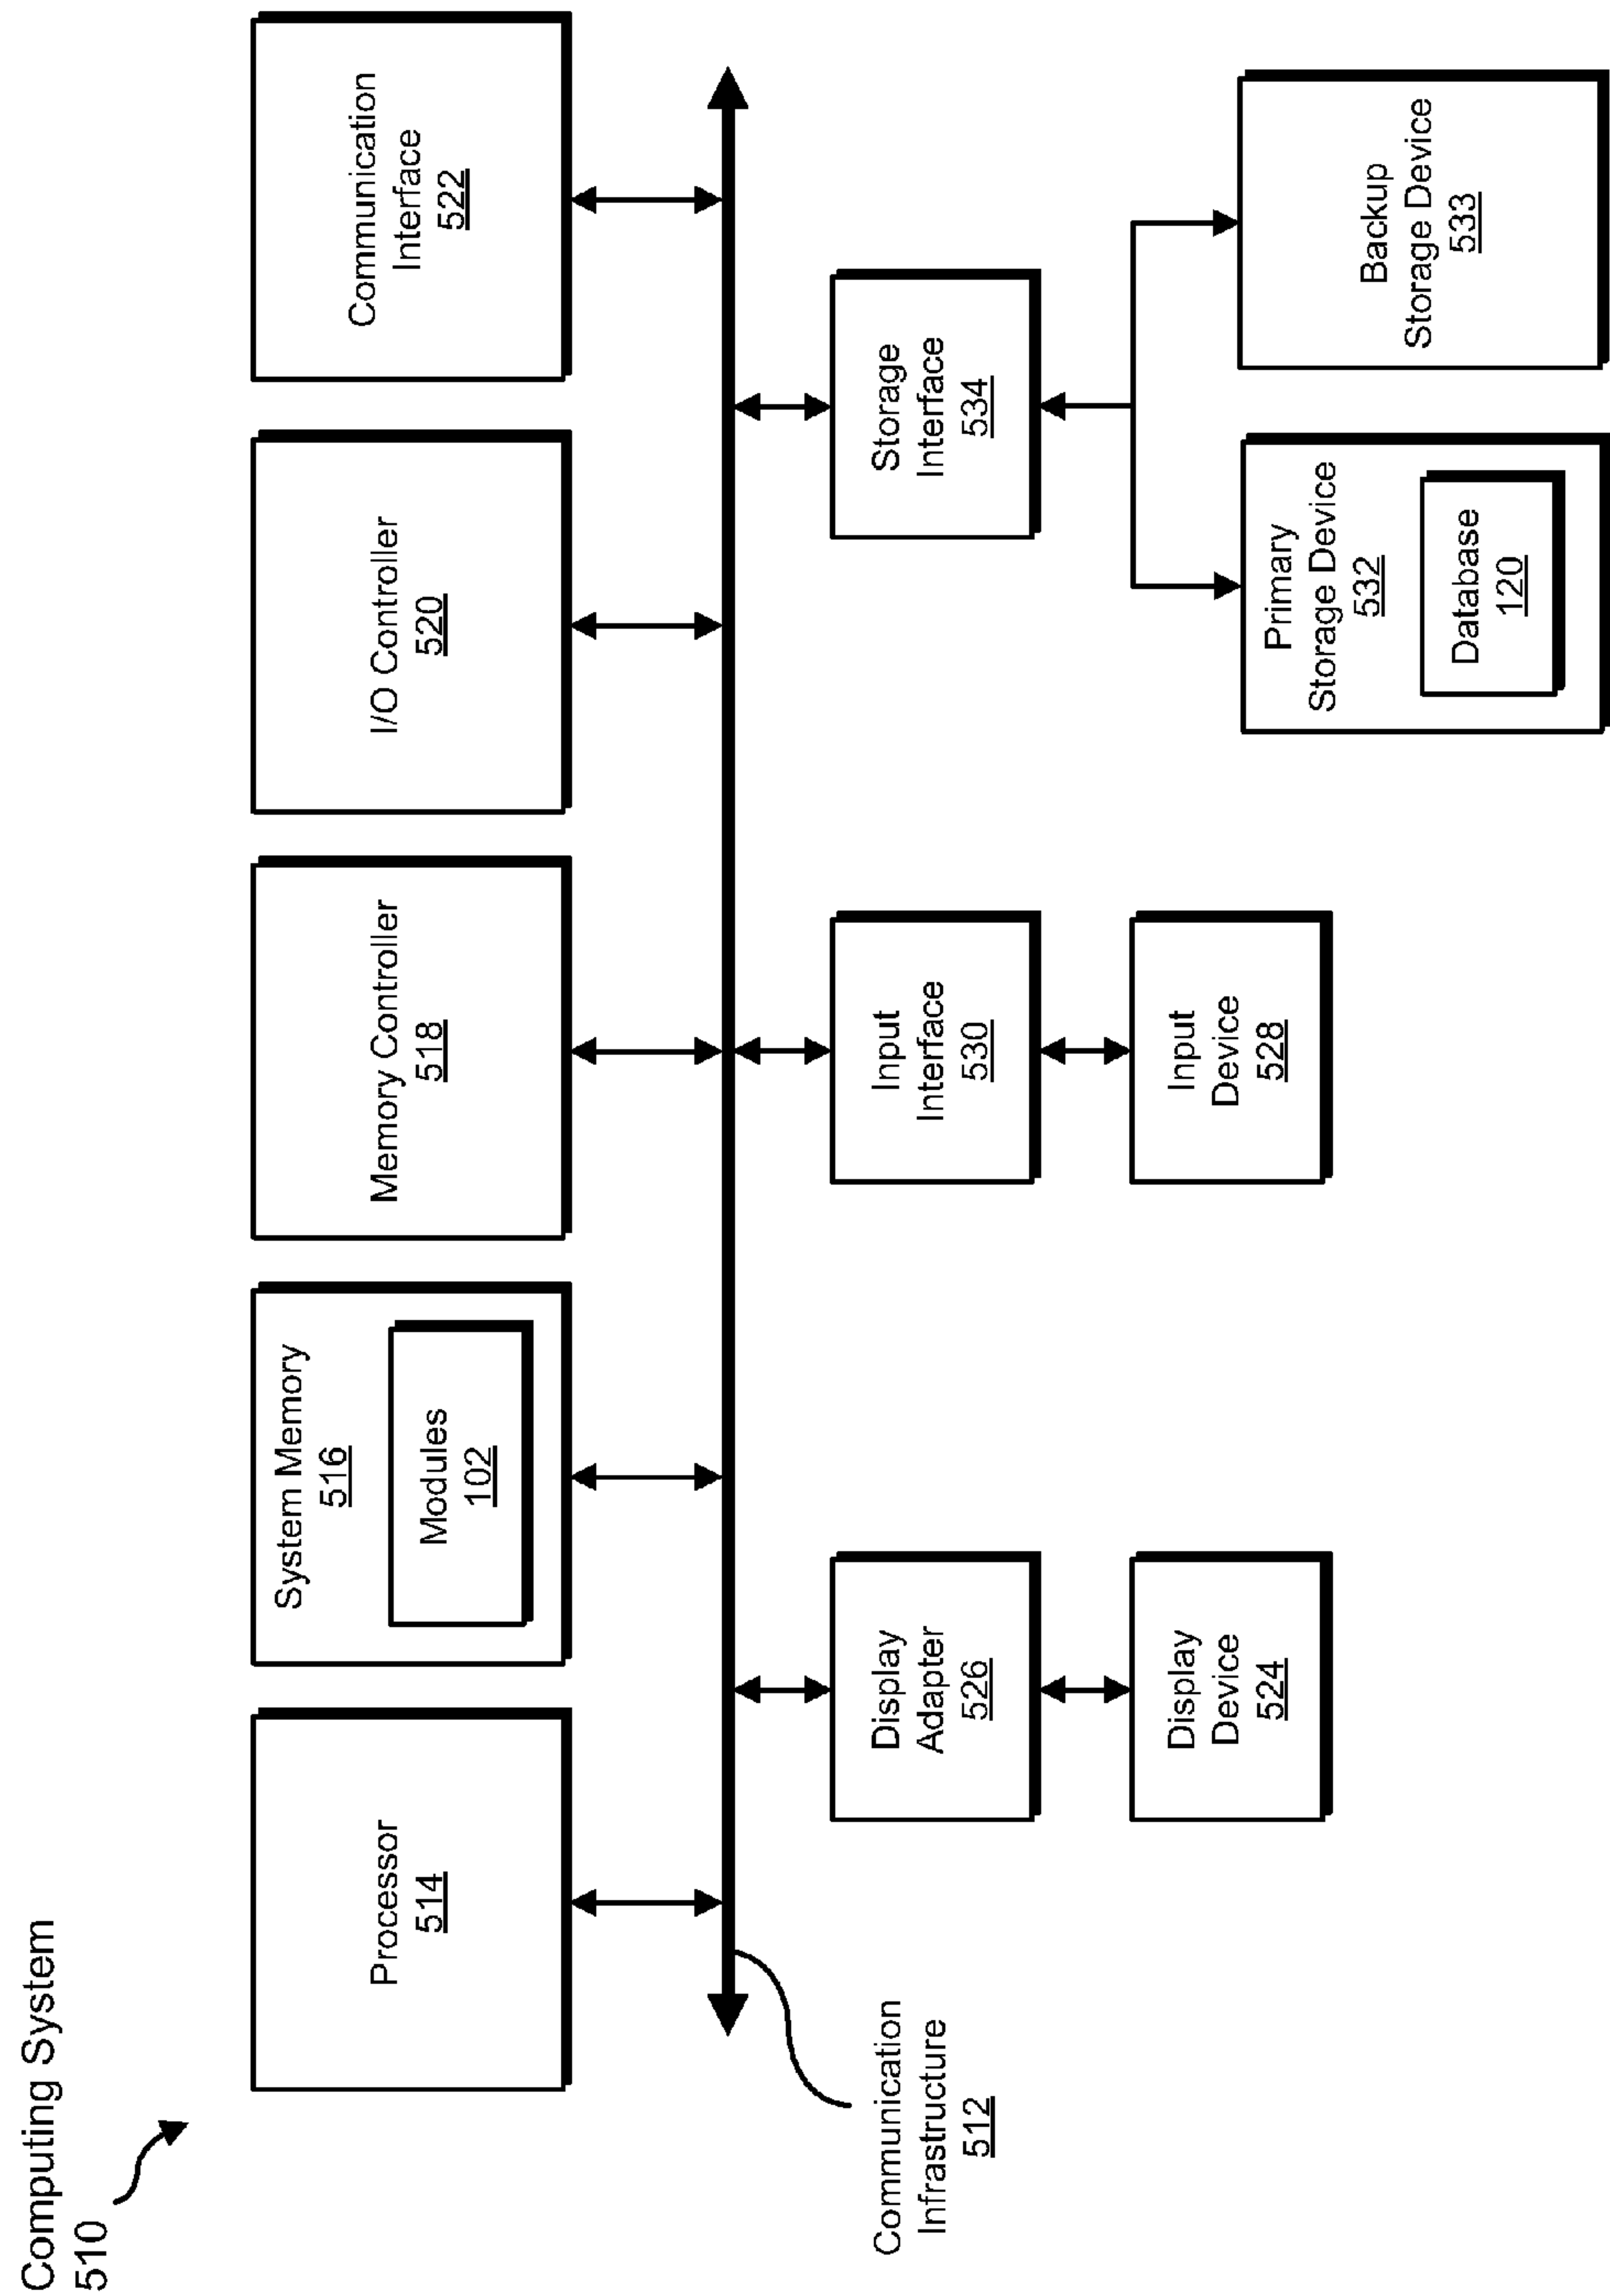 Computing System
510
Processor
514
System Memory
516
Modules
102
Memory Controller
518
I/O Controller
520
Communication
Interface
522
Communication
Infrastructure
512
Display
Adapter
526
Input
Interface
530
Storage
Interface
534
Display
Device
524
Input
Device
528
Primary
Storage Device
532
Database
120
Backup
Storage Device
533